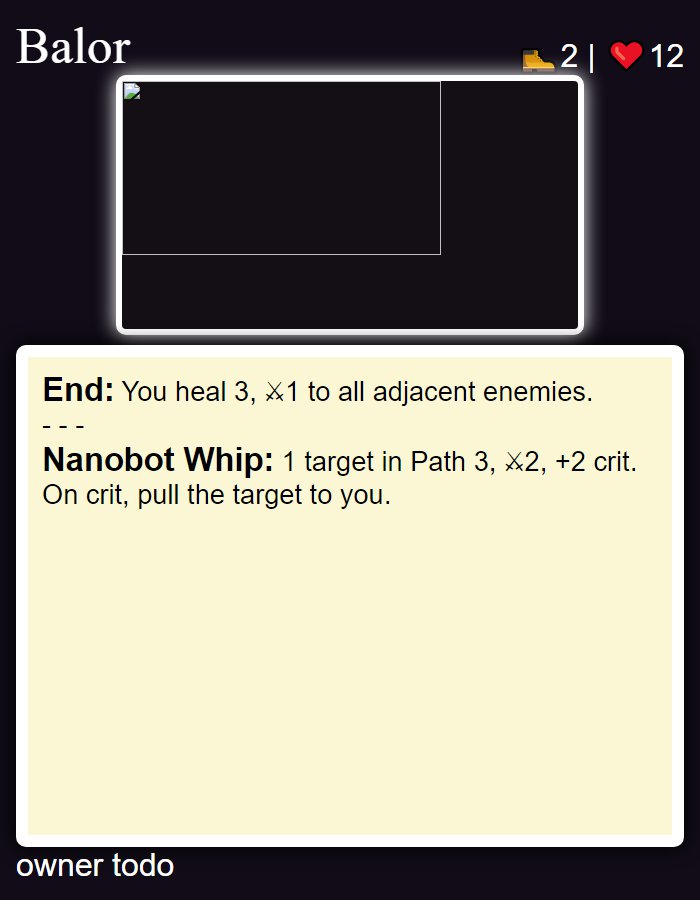 Balor
🥾2 | ❤️12
End: You heal 3, ⚔1 to all adjacent enemies.
- - -
Nanobot Whip: 1 target in Path 3, ⚔2, +2 crit.
On crit, pull the target to you.
owner todo